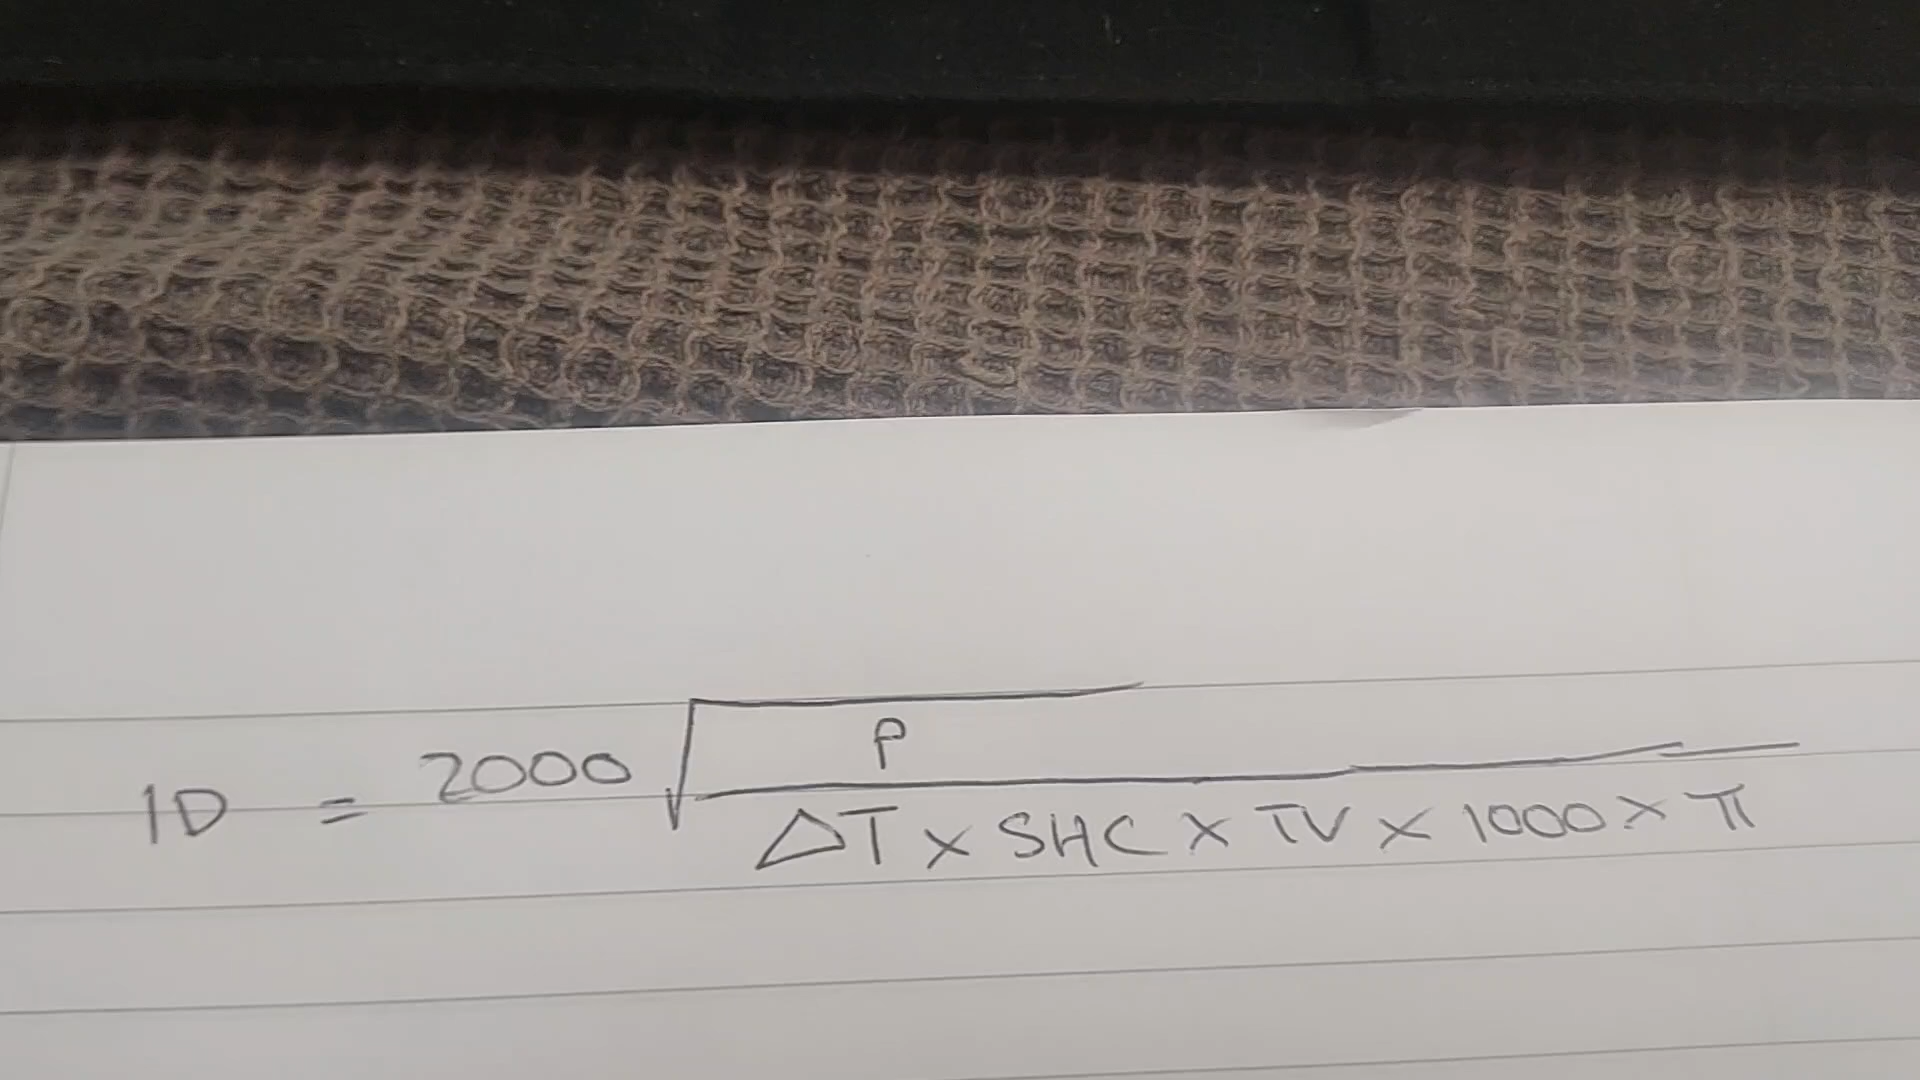 ID = 2000 √(P / (ΔT × SHC × TV × 1000 × π))